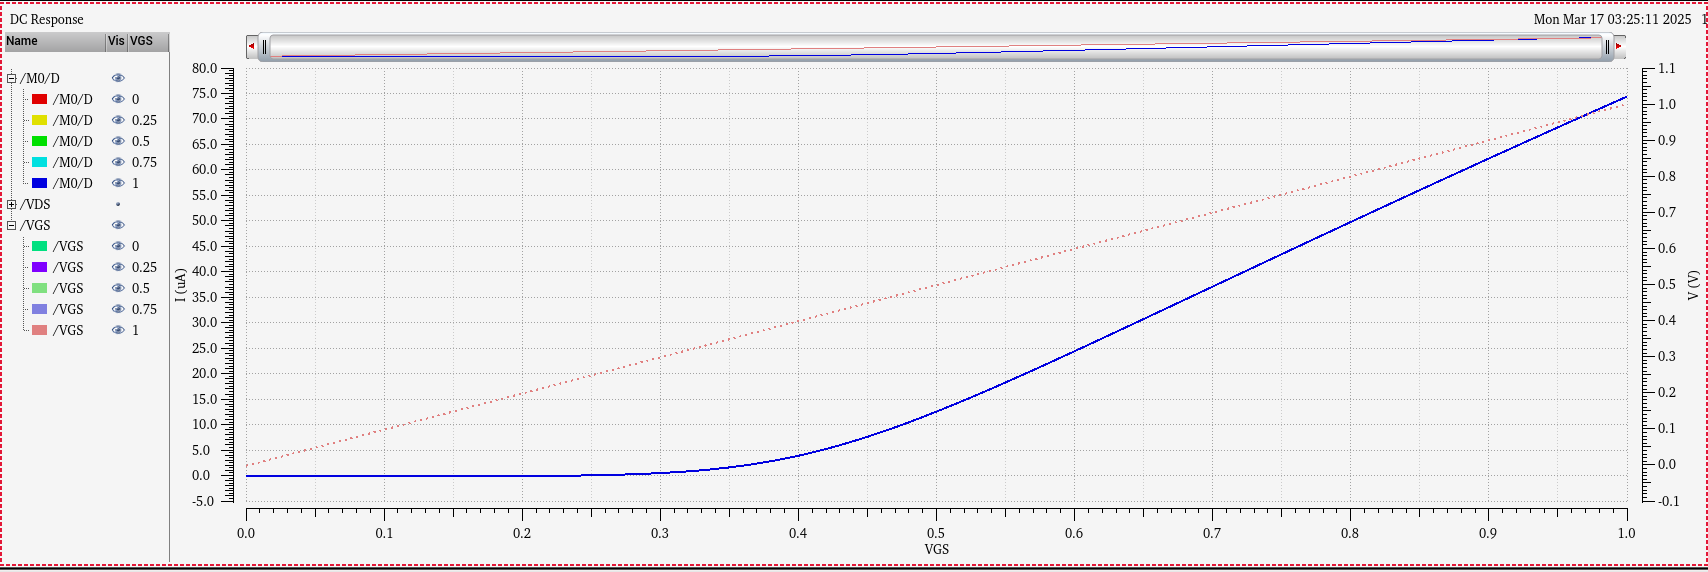 DC Response
Mon Mar 17 03:25:11 2025 1
Name Vis VGS
/M0/D
/M0/D 0
/M0/D 0.25
/M0/D 0.5
/M0/D 0.75
/M0/D 1
/VDS
/VGS
/VGS 0
/VGS 0.25
/VGS 0.5
/VGS 0.75
/VGS 1
I (uA)
80.0
75.0
70.0
65.0
60.0
55.0
50.0
45.0
40.0
35.0
30.0
25.0
20.0
15.0
10.0
5.0
0.0
-5.0
0.0 0.1 0.2 0.3 0.4 0.5 0.6 0.7 0.8 0.9 1.0
VGS
1.1
1.0
0.9
0.8
0.7
0.6
0.5
0.4
0.3
0.2
0.1
0.0
-0.1
V (V)